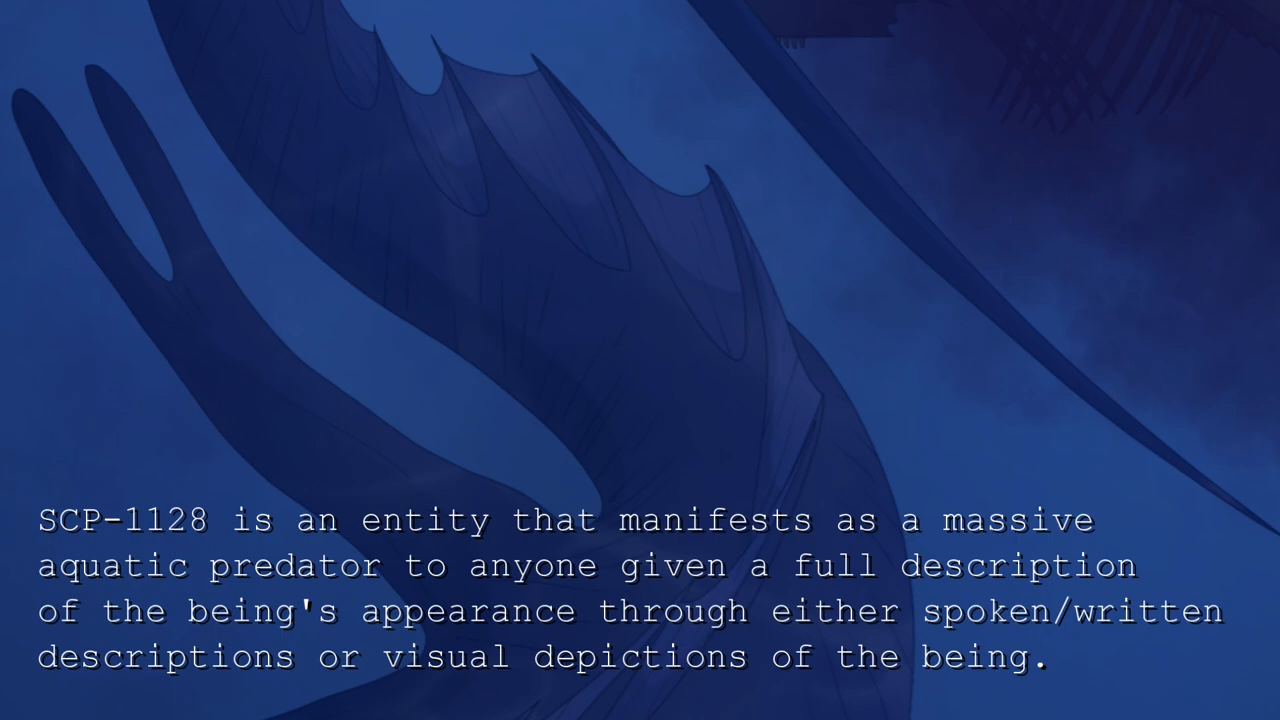 SCP-1128 is an entity that manifests as a massive
aquatic predator to anyone given a full description
of the being's appearance through either spoken/written
descriptions or visual depictions of the being.